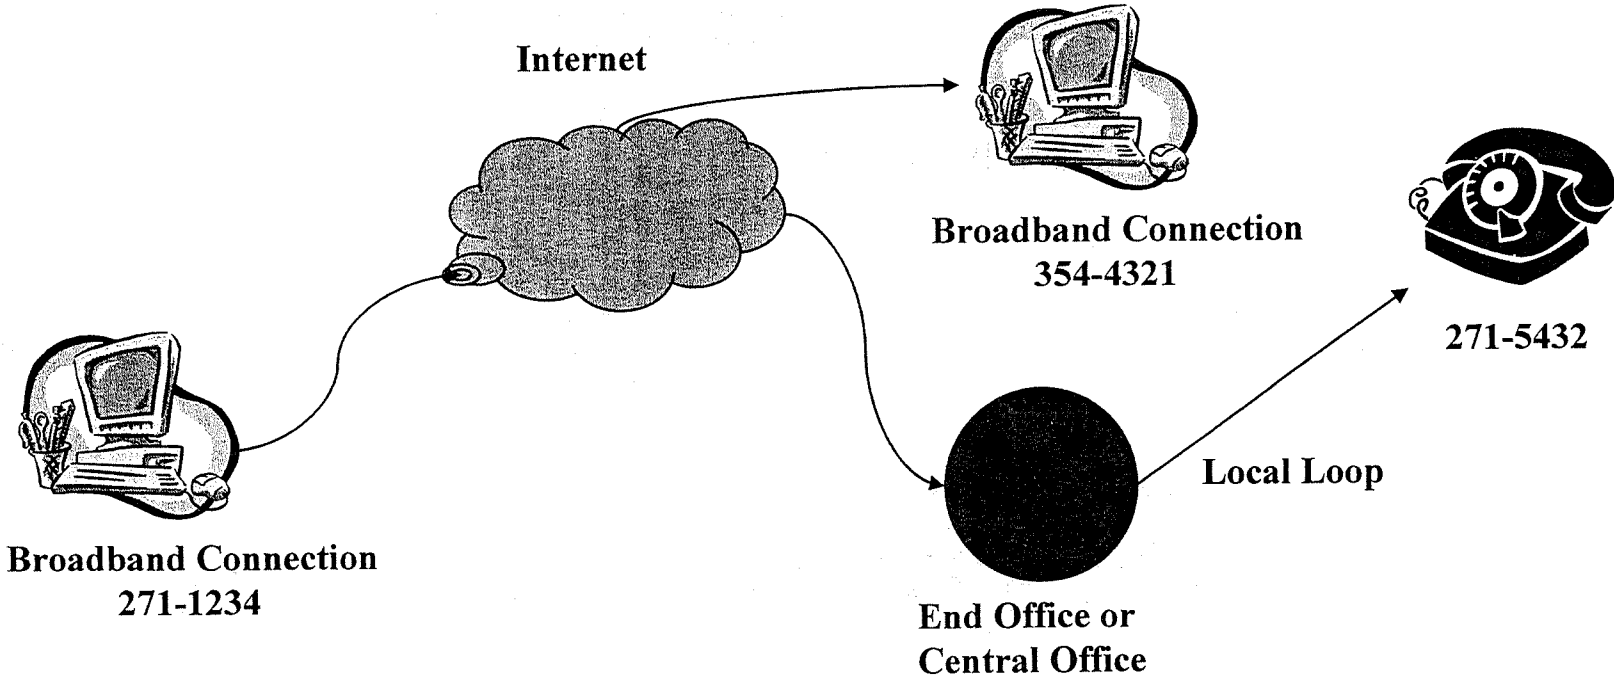 Internet
Broadband Connection
354-4321
271-5432
Local Loop
Broadband Connection
271-1234
End Office or
Central Office